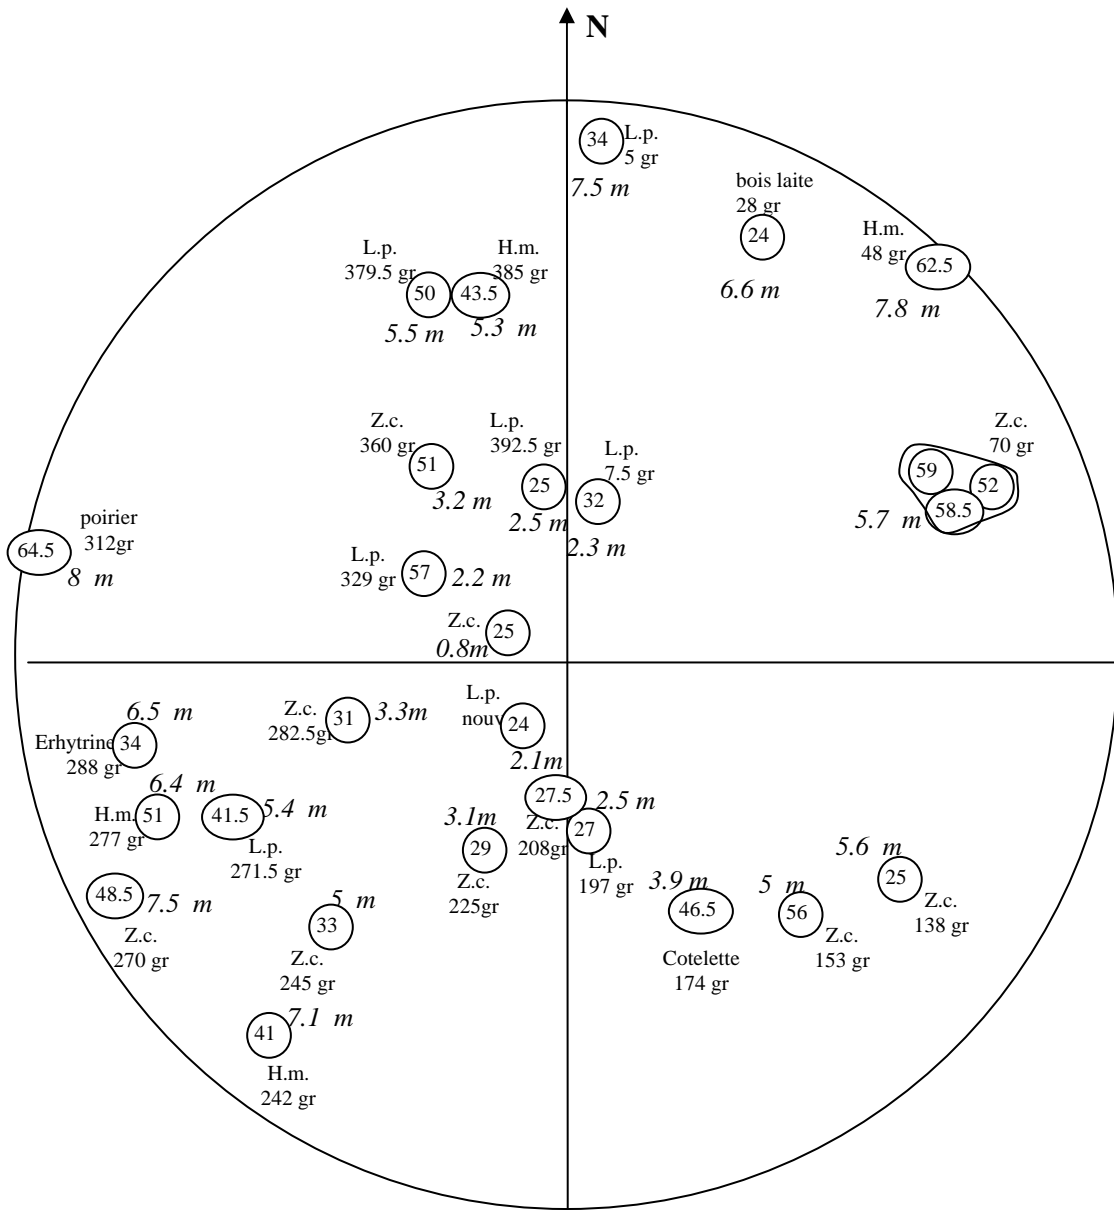 N
34
L.p.
5 gr
7.5 m
bois laite
28 gr
24
6.6 m
H.m.
48 gr
62.5
7.8 m
L.p.
379.5 gr
50
5.5 m
H.m.
385 gr
43.5
5.3 m
Z.c.
360 gr
51
3.2 m
L.p.
392.5 gr
25
2.5 m
L.p.
7.5 gr
32
2.3 m
Z.c.
70 gr
59
52
58.5
5.7 m
poirier
312gr
64.5
8 m
L.p.
329 gr
57
2.2 m
Z.c.
25
0.8m
6.5 m
Erhytrine
288 gr
34
Z.c.
282.5gr
31
3.3m
L.p.
nouv
24
2.1m
6.4 m
H.m.
277 gr
51
41.5
5.4 m
L.p.
271.5 gr
27.5
2.5 m
Z.c.
208gr
27
L.p.
197 gr
3.1m
29
Z.c.
225gr
48.5
7.5 m
Z.c.
270 gr
5 m
33
Z.c.
245 gr
3.9 m
46.5
Cotelette
174 gr
5 m
56
Z.c.
153 gr
5.6 m
25
Z.c.
138 gr
7.1 m
41
H.m.
242 gr